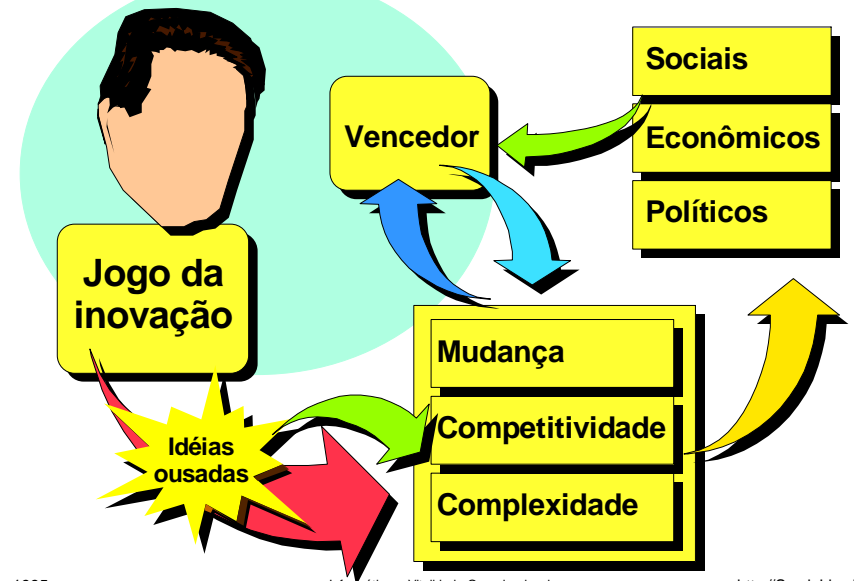 Sociais
Vencedor
Econômicos
Políticos
Jogo da
inovação
Mudança
Idéias
ousadas
Competitividade
Complexidade